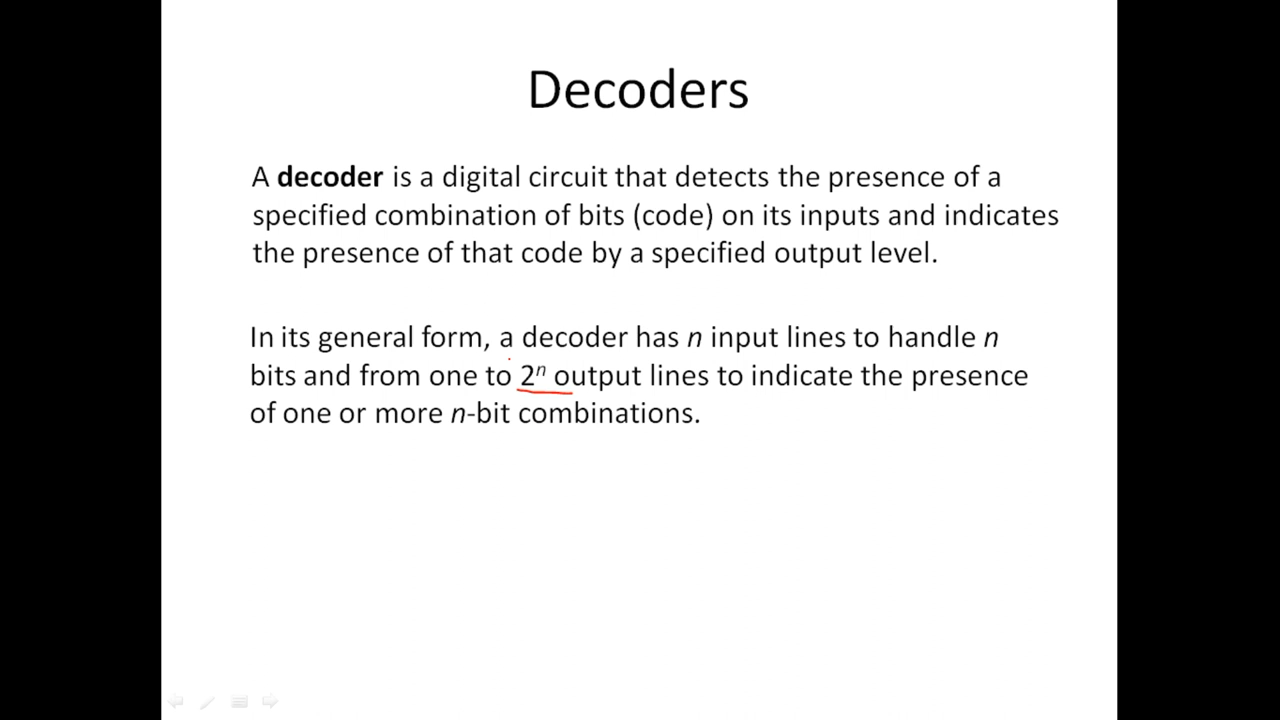 Decoders
A decoder is a digital circuit that detects the presence of a
specified combination of bits (code) on its inputs and indicates
the presence of that code by a specified output level.
In its general form, a decoder has n input lines to handle n
bits and from one to 2ⁿ output lines to indicate the presence
of one or more n-bit combinations.